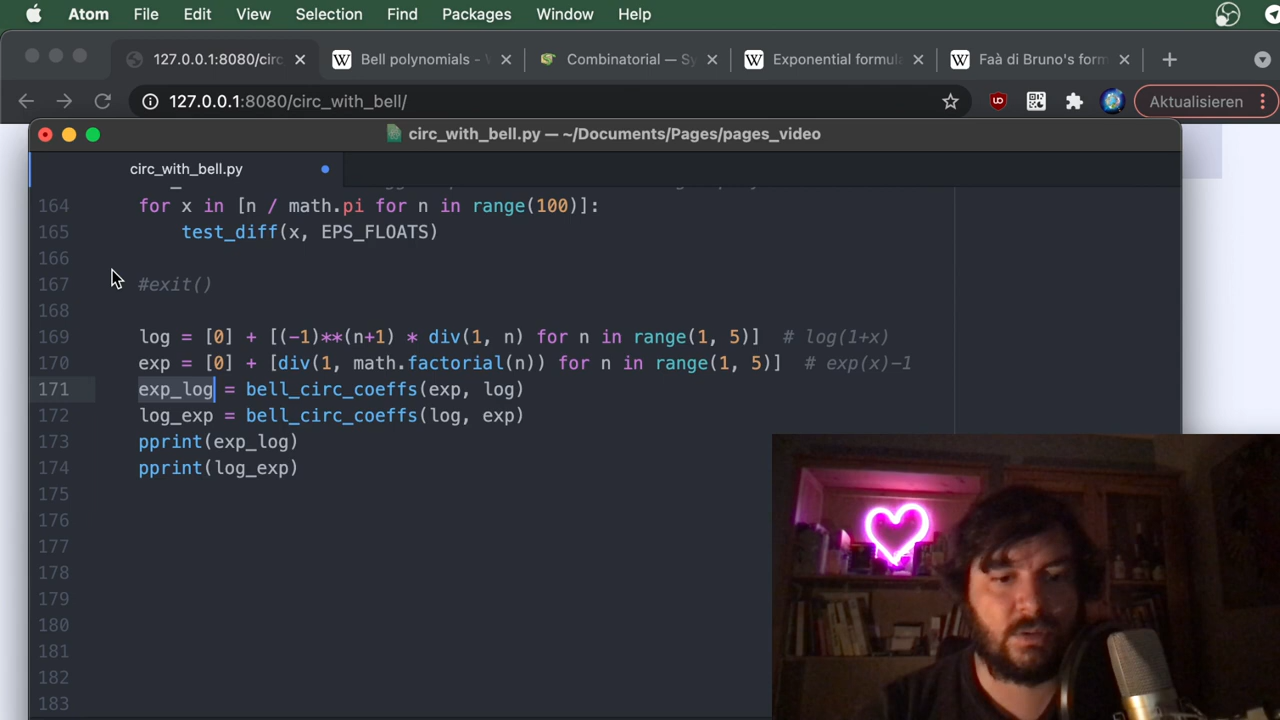 Atom File Edit View Selection Find Packages Window Help
127.0.0.1:8080/circ Bell polynomials - Combinatorial — Sy Exponential formula Faà di Bruno's form
127.0.0.1:8080/circ_with_bell/ Aktualisieren
circ_with_bell.py — ~/Documents/Pages/pages_video
circ_with_bell.py
164 for x in [n / math.pi for n in range(100)]:
165 test_diff(x, EPS_FLOATS)
166
167 #exit()
168
169 log = [0] + [(-1)**(n+1) * div(1, n) for n in range(1, 5)] # log(1+x)
170 exp = [0] + [div(1, math.factorial(n)) for n in range(1, 5)] # exp(x)-1
171 exp_log = bell_circ_coeffs(exp, log)
172 log_exp = bell_circ_coeffs(log, exp)
173 pprint(exp_log)
174 pprint(log_exp)
175
176
177
178
179
180
181
182
183